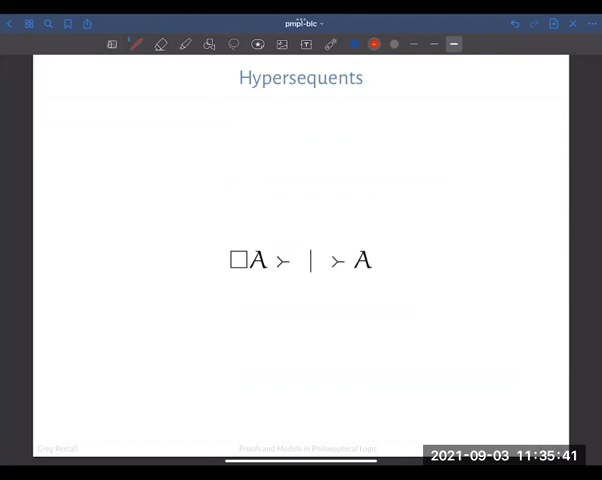 pmpl-blc
Hypersequents
□A ≻ | ≻ A
Greg Restall
Proofs and Models in Philosophical Logic
2021-09-03 11:35:41